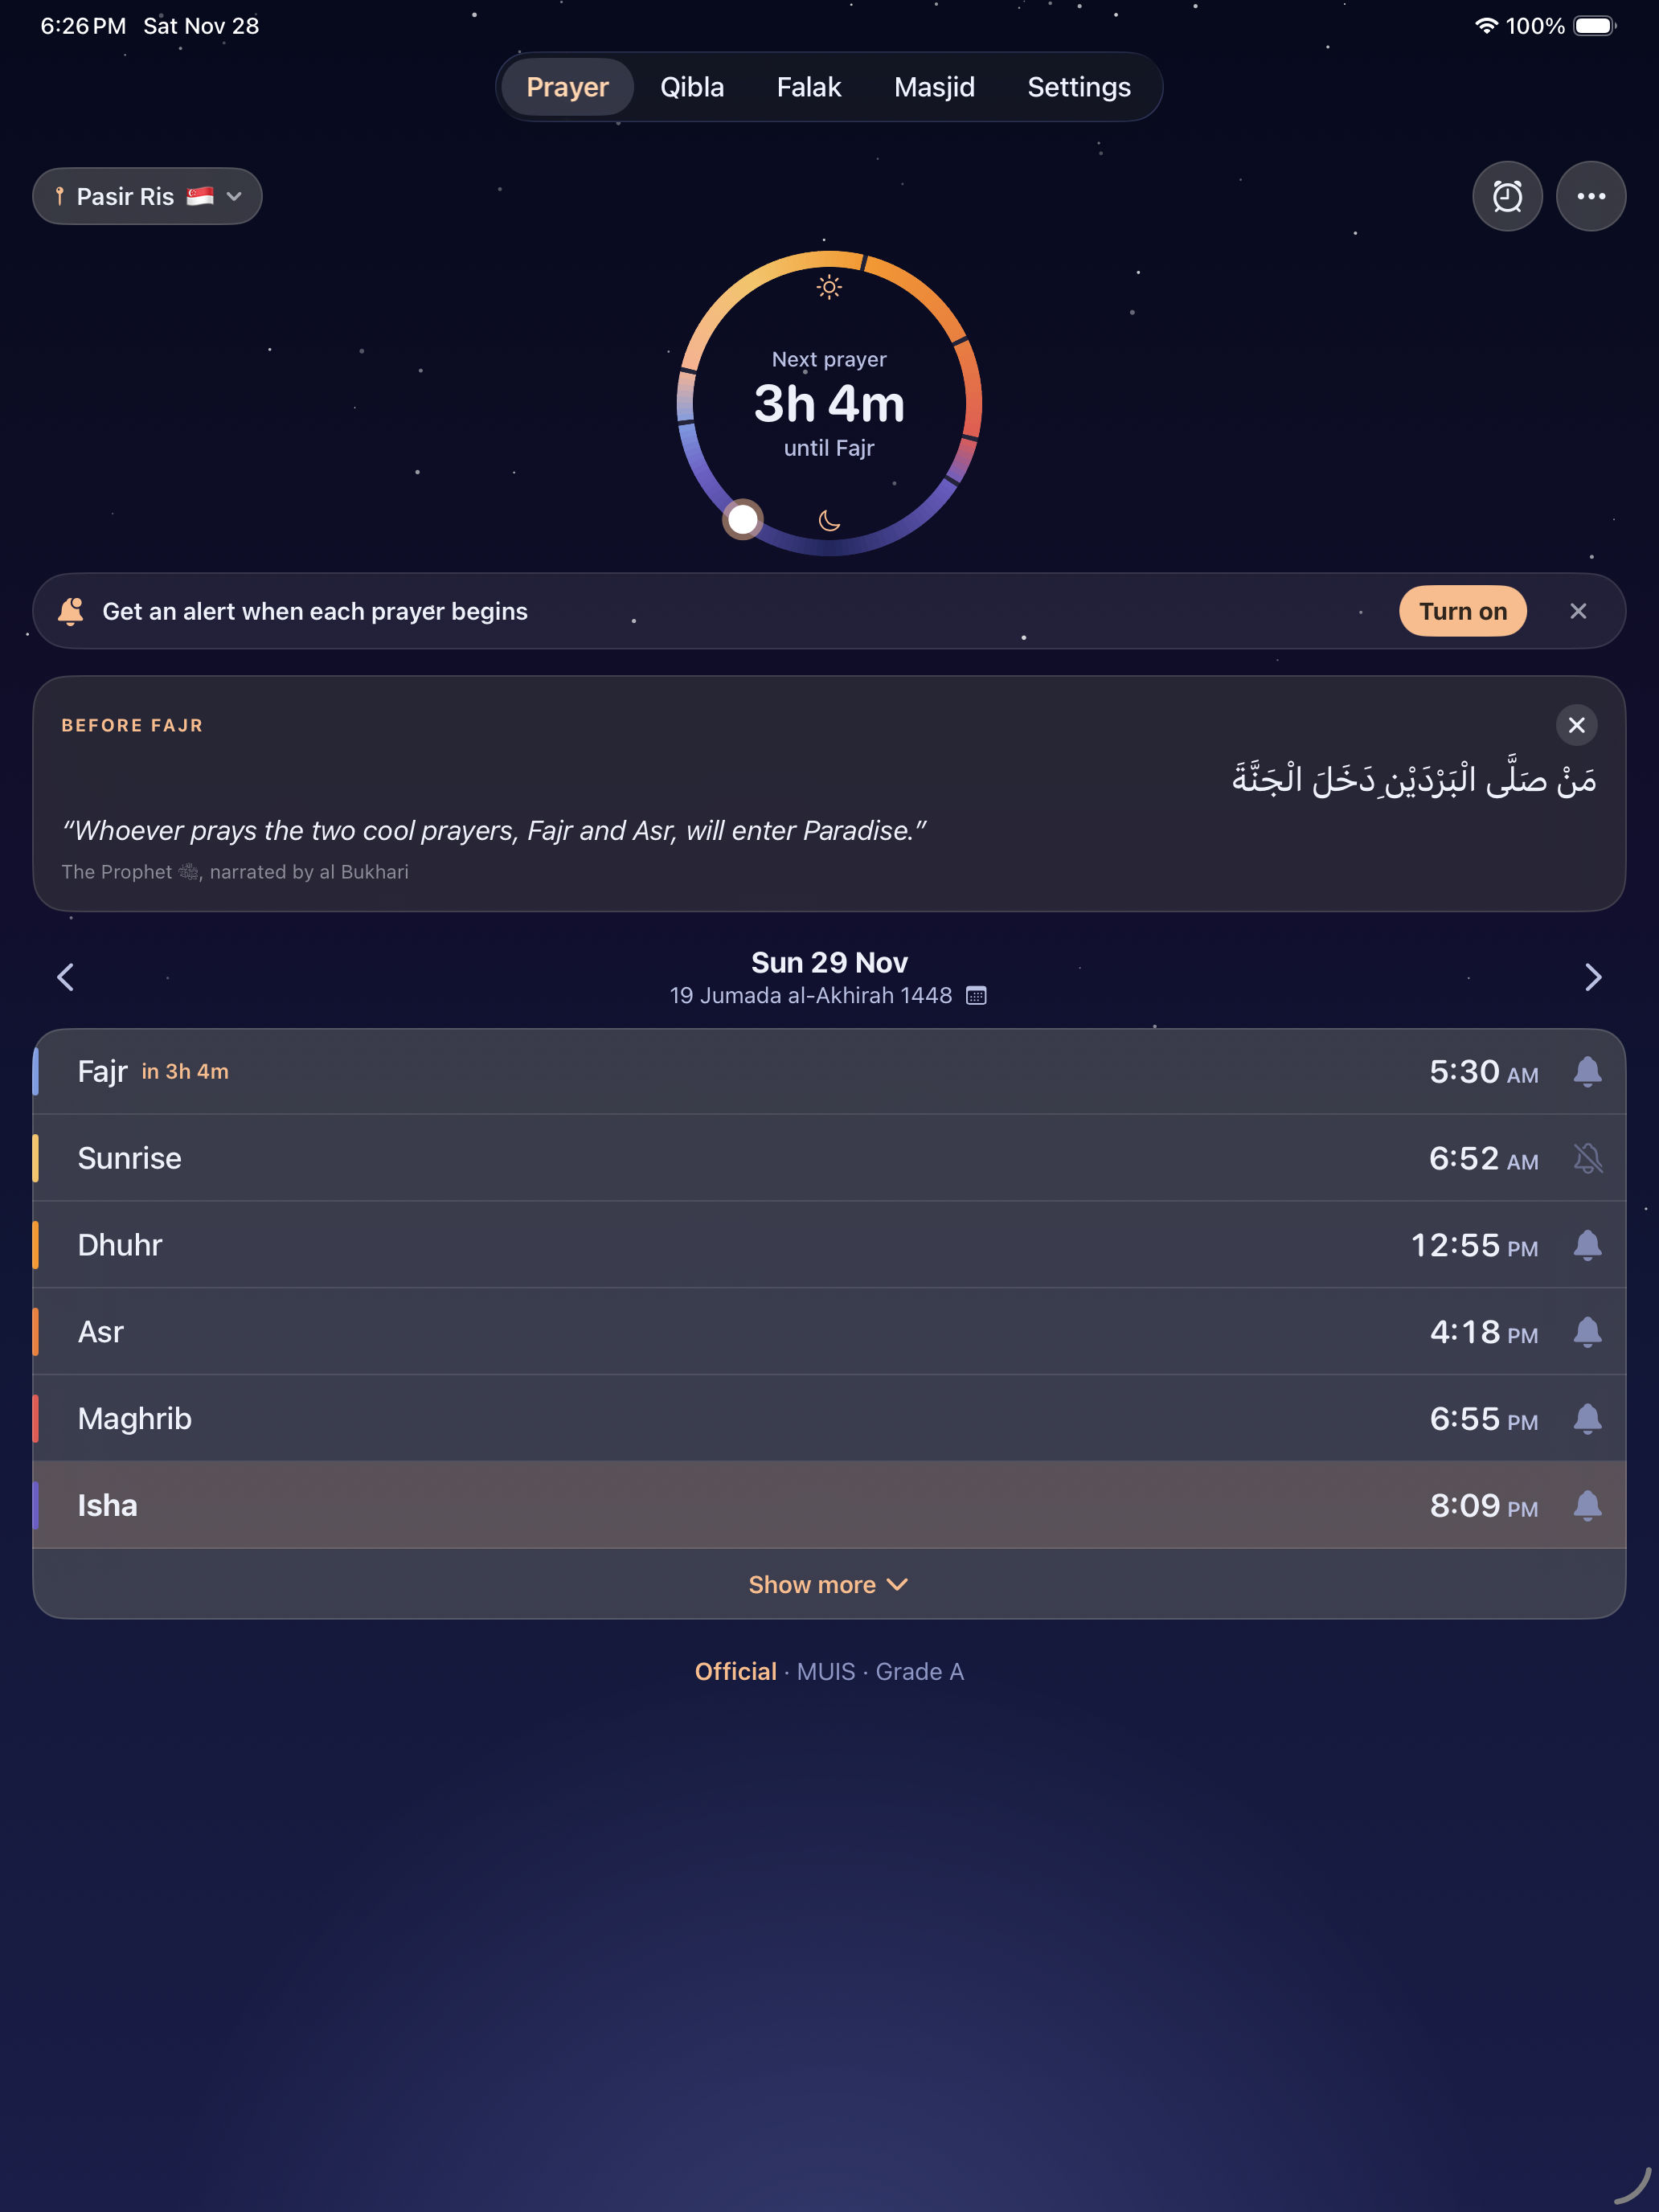 6:26 PM Sat Nov 28
100%
Prayer Qibla Falak Masjid Settings
Pasir Ris
Next prayer
3h 4m
until Fajr
Get an alert when each prayer begins
Turn on
BEFORE FAJR
مَنْ صَلَّى الْبَرْدَيْنِ دَخَلَ الْجَنَّةَ
“Whoever prays the two cool prayers, Fajr and Asr, will enter Paradise.”
The Prophet ﷺ, narrated by al Bukhari
Sun 29 Nov
19 Jumada al-Akhirah 1448
Fajr in 3h 4m 5:30 AM
Sunrise 6:52 AM
Dhuhr 12:55 PM
Asr 4:18 PM
Maghrib 6:55 PM
Isha 8:09 PM
Show more
Official · MUIS · Grade A